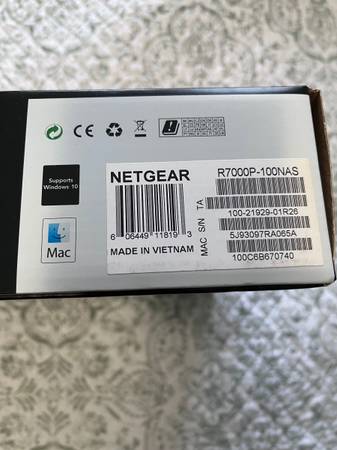 Supports
Windows 10
Mac
NETGEAR
R7000P-100NAS
6 06449 11819 3
MADE IN VIETNAM
TA
100-21929-01R26
S/N
5J93097RA065A
MAC
100C6B670740
CE